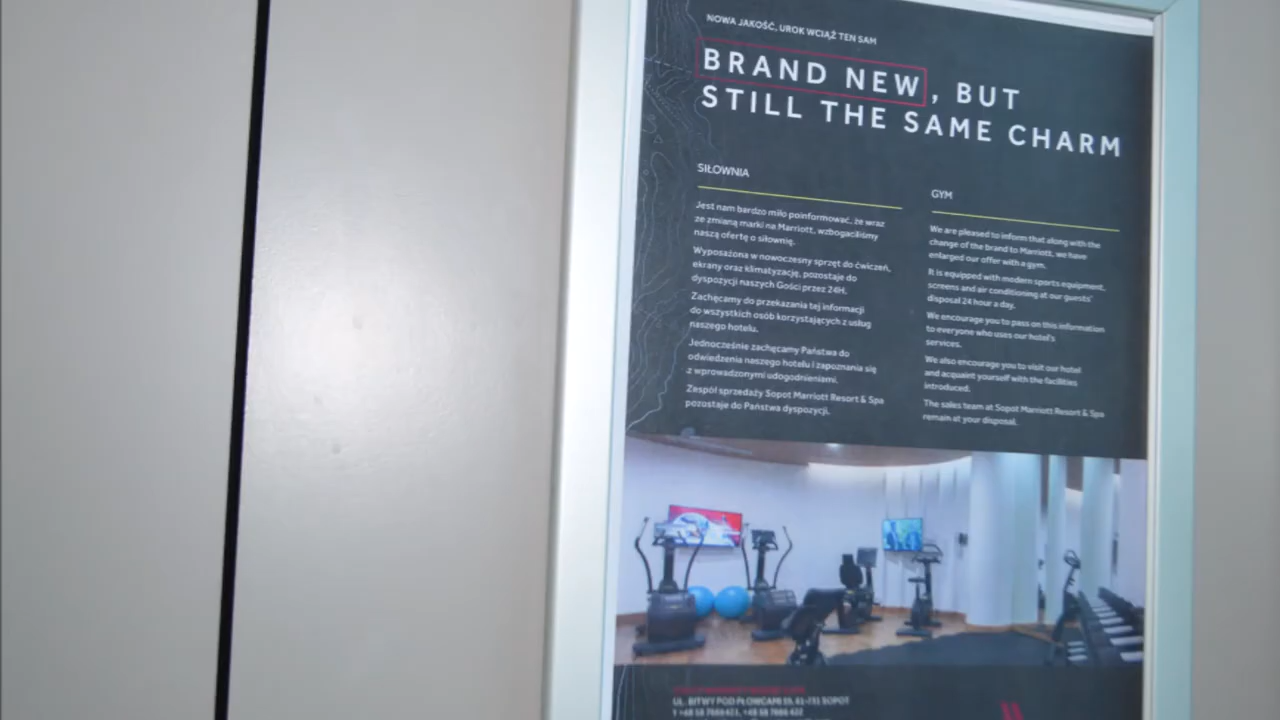 NOWA JAKOŚĆ, UROK WCIĄŻ TEN SAM
BRAND NEW, BUT
STILL THE SAME CHARM
SIŁOWNIA
Jest nam bardzo miło poinformować, że wraz
ze zmianą marki na Marriott, wzbogaciliśmy
naszą ofertę o siłownię.
Wyposażona w nowoczesny sprzęt do ćwiczeń,
ekrany oraz klimatyzację, pozostaje do
dyspozycji naszych Gości przez 24H.
Zachęcamy do przekazania tej informacji
do wszystkich osób korzystających z usług
naszego hotelu.
Jednocześnie zachęcamy Państwa do
odwiedzenia naszego hotelu i zapoznania się
z wprowadzonymi udogodnieniami.
Zespół sprzedaży Sopot Marriott Resort & Spa
pozostaje do Państwa dyspozycji.
GYM
We are pleased to inform that along with the
change of the brand to Marriott, we have
enlarged our offer with a gym.
It is equipped with modern sports equipment,
screens and air conditioning at our guests'
disposal 24 hour a day.
We encourage you to pass on this information
to everyone who uses our hotel's
services.
We also encourage you to visit our hotel
and acquaint yourself with the facilities
introduced.
The sales team at Sopot Marriott Resort & Spa
remain at your disposal.
UL. BITWY POD PŁOWCAMI 59, 81-731 SOPOT